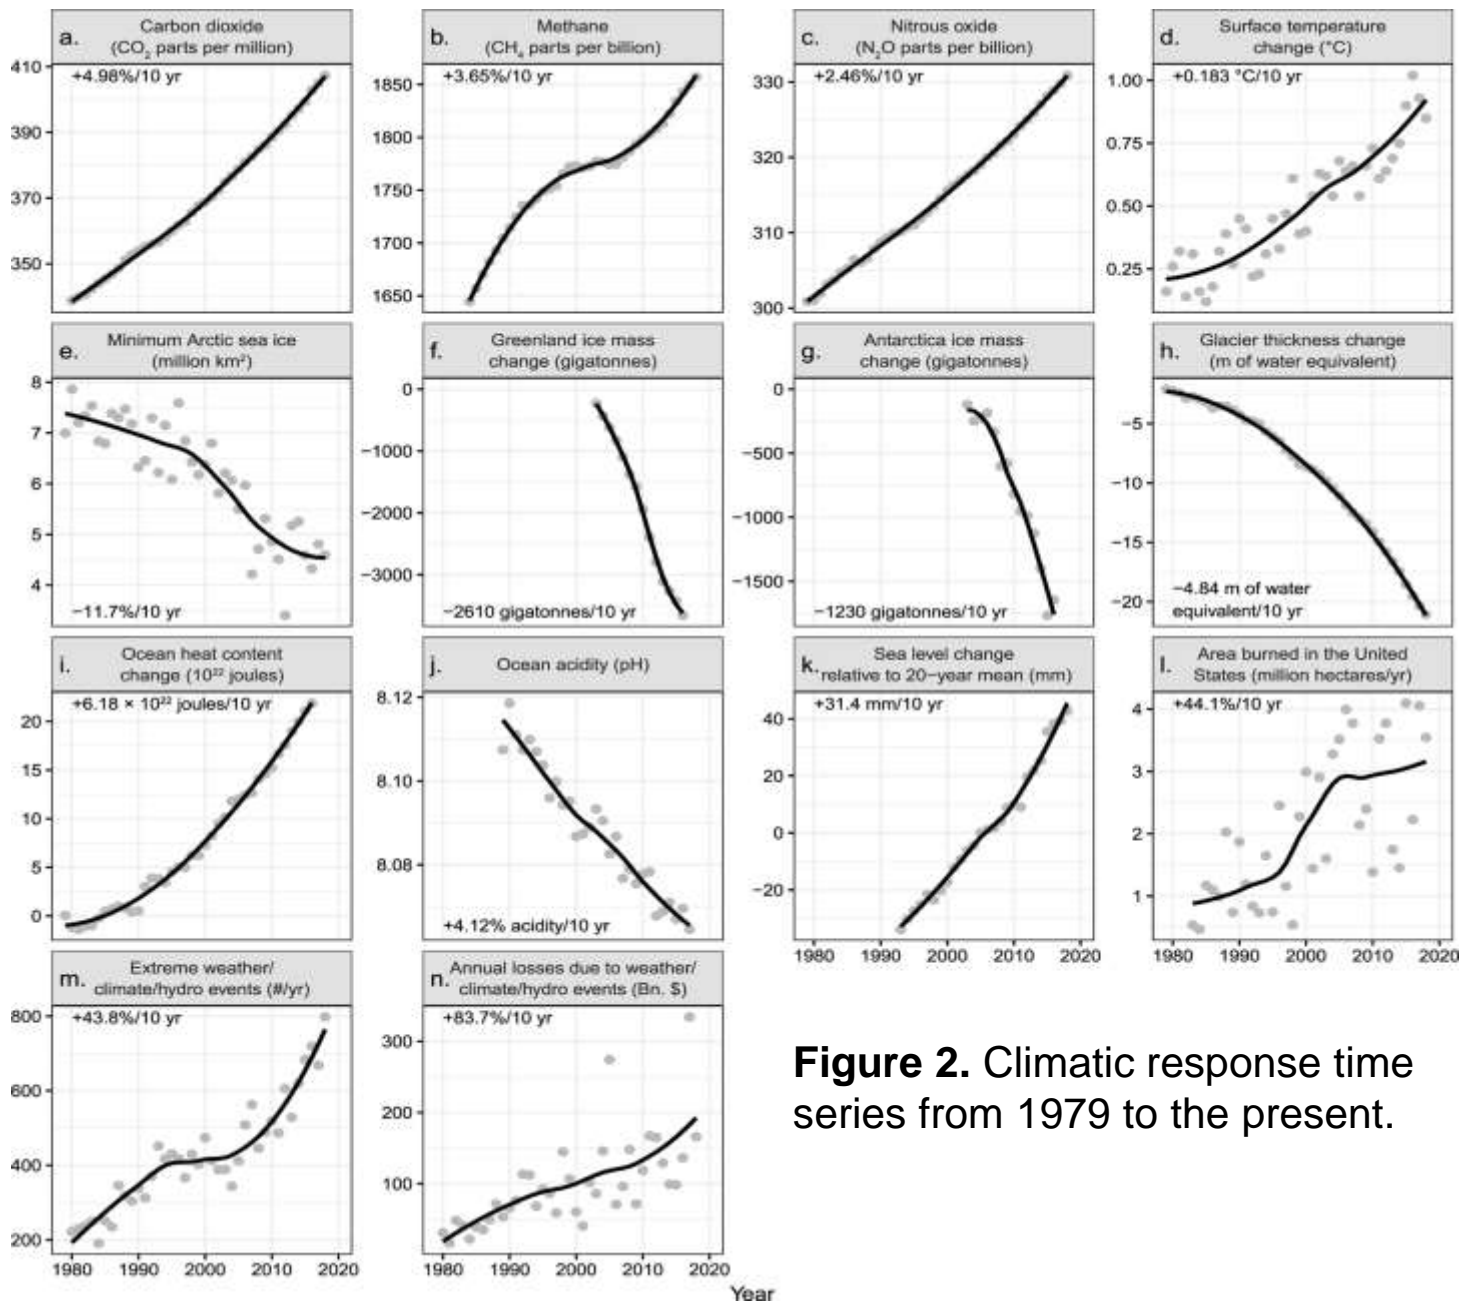 a. Carbon dioxide
(CO₂ parts per million)
+4.98%/10 yr
410
390
370
350
b. Methane
(CH₄ parts per billion)
+3.65%/10 yr
1850
1800
1750
1700
1650
c. Nitrous oxide
(N₂O parts per billion)
+2.46%/10 yr
330
320
310
300
d. Surface temperature
change (°C)
+0.183 °C/10 yr
1.00
0.75
0.50
0.25
e. Minimum Arctic sea ice
(million km²)
8
7
6
5
4
−11.7%/10 yr
f. Greenland ice mass
change (gigatonnes)
0
−1000
−2000
−3000
−2610 gigatonnes/10 yr
g. Antarctica ice mass
change (gigatonnes)
0
−500
−1000
−1500
−1230 gigatonnes/10 yr
h. Glacier thickness change
(m of water equivalent)
−5
−10
−15
−20
−4.84 m of water
equivalent/10 yr
i. Ocean heat content
change (10²² joules)
+6.18 × 10²² joules/10 yr
20
15
10
5
0
j. Ocean acidity (pH)
8.12
8.10
8.08
+4.12% acidity/10 yr
k. Sea level change
relative to 20−year mean (mm)
+31.4 mm/10 yr
40
20
0
−20
1980 1990 2000 2010 2020
l. Area burned in the United
States (million hectares/yr)
+44.1%/10 yr
4
3
2
1
1980 1990 2000 2010 2020
m. Extreme weather/
climate/hydro events (#/yr)
+43.8%/10 yr
800
600
400
200
1980 1990 2000 2010 2020
n. Annual losses due to weather/
climate/hydro events (Bn. $)
+83.7%/10 yr
300
200
100
1980 1990 2000 2010 2020
Year
Figure 2. Climatic response time
series from 1979 to the present.